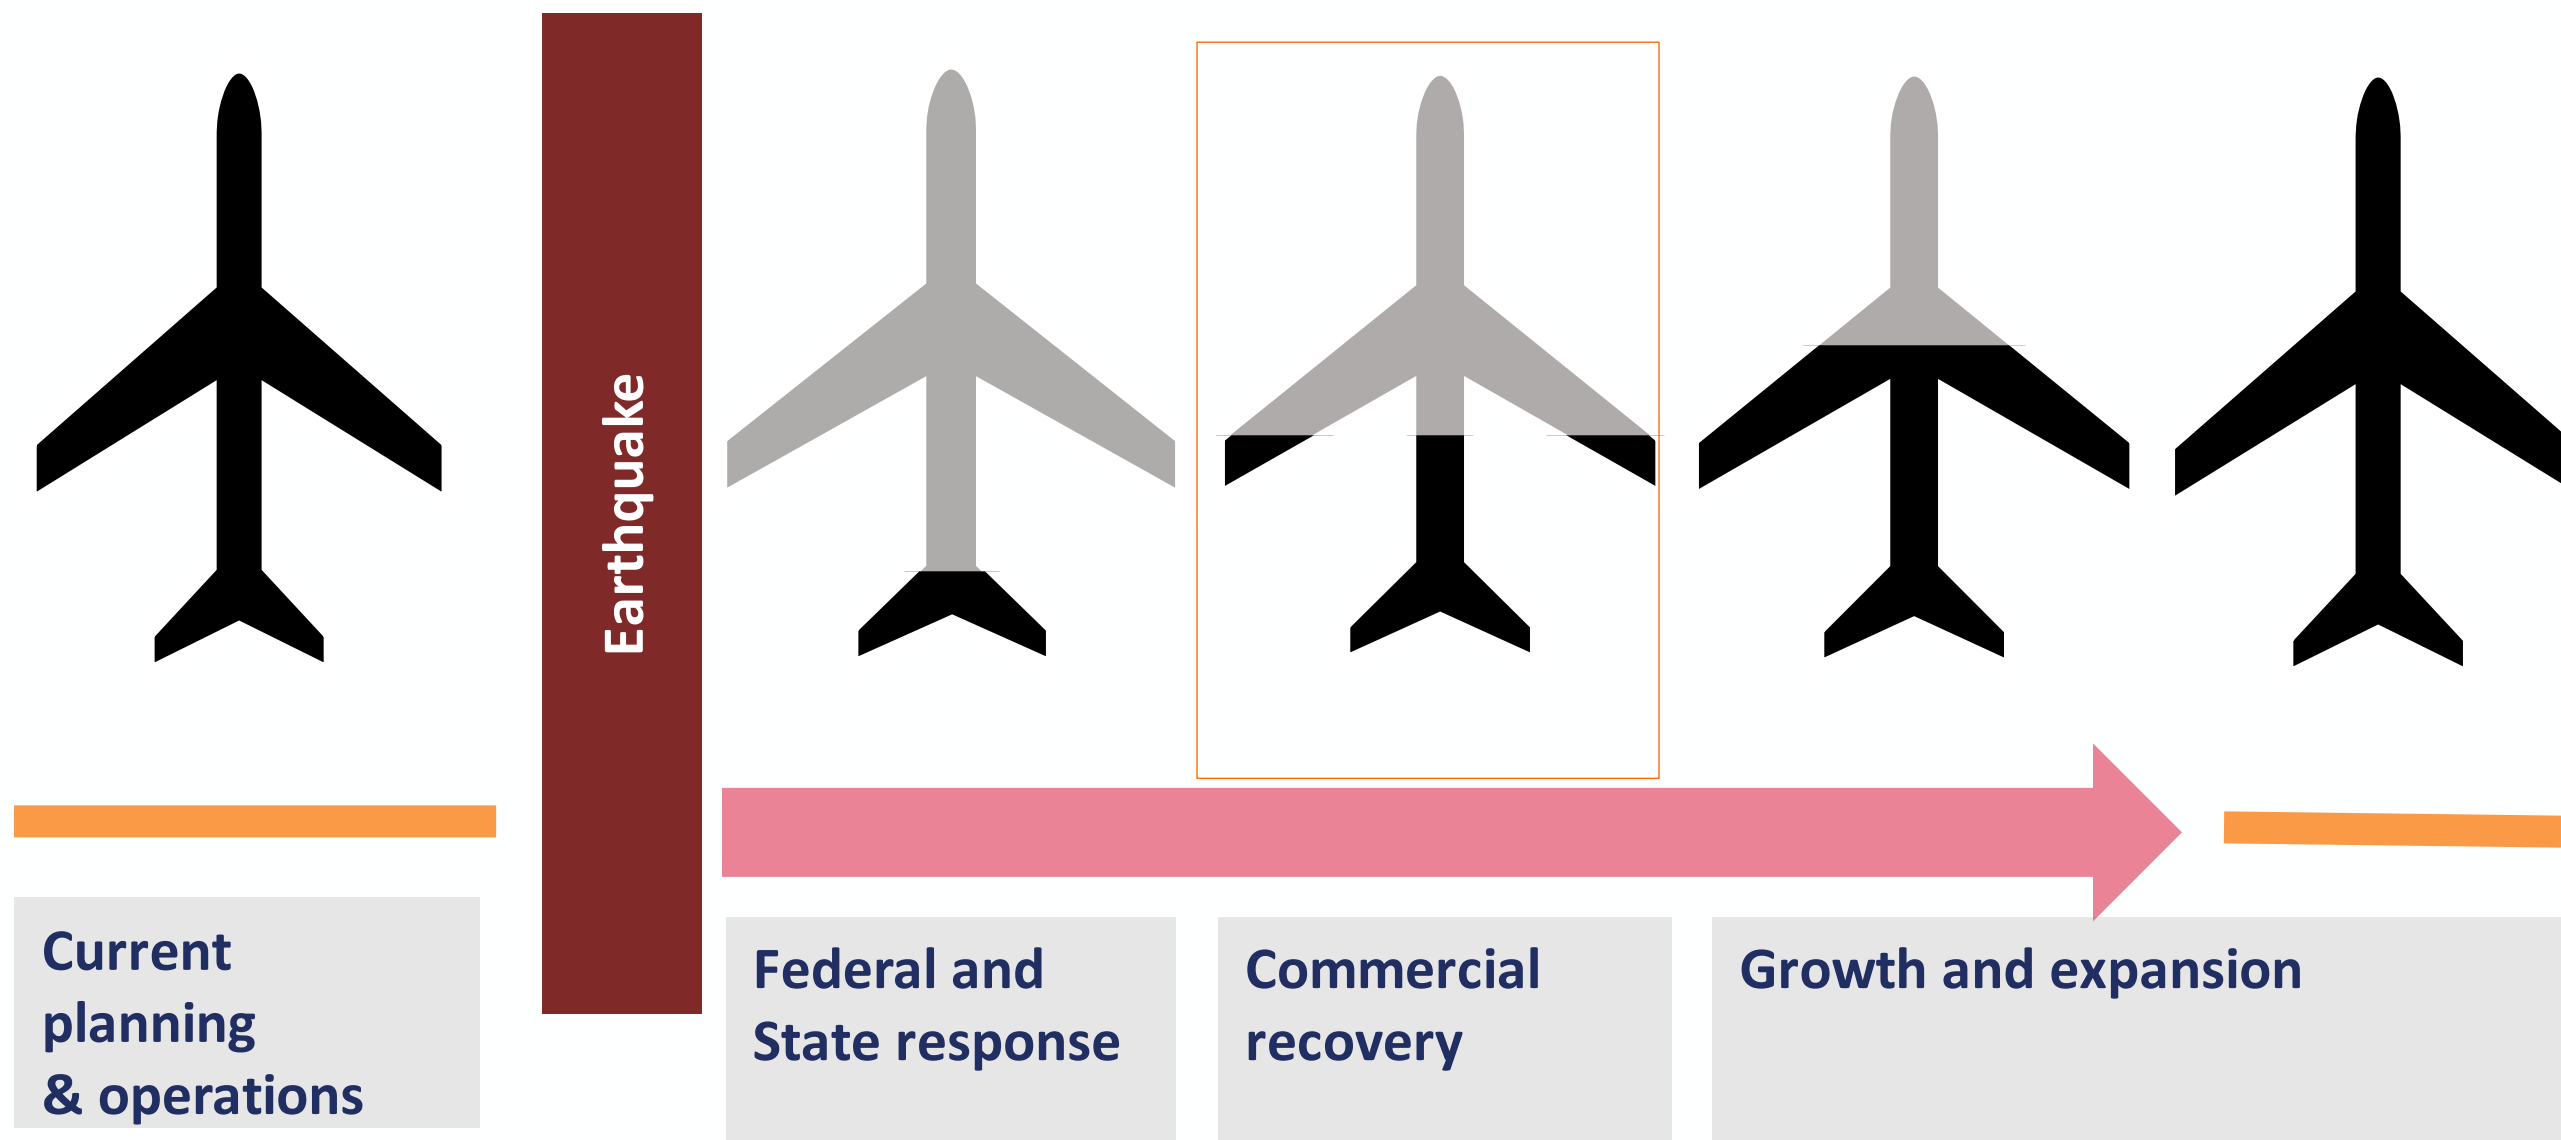 Earthquake
Current
planning
& operations
Federal and
State response
Commercial
recovery
Growth and expansion